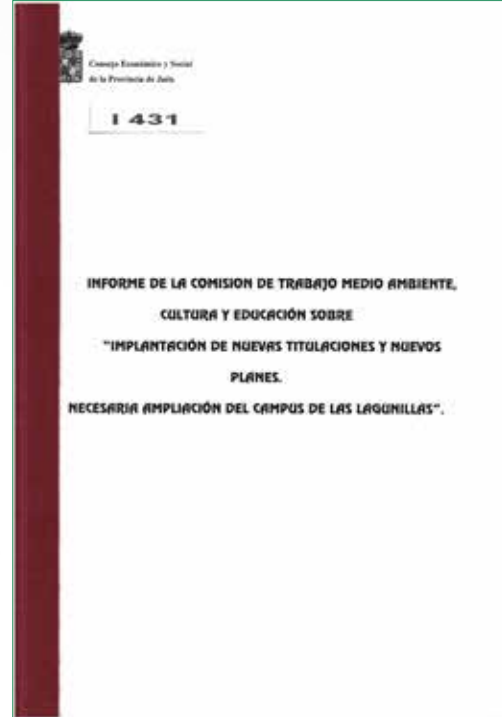 Consejo Económico y Social
de la Provincia de Jaén
I 431
INFORME DE LA COMISION DE TRABAJO MEDIO AMBIENTE,
CULTURA Y EDUCACIÓN SOBRE
"IMPLANTACIÓN DE NUEVAS TITULACIONES Y NUEVOS
PLANES.
NECESARIA AMPLIACIÓN DEL CAMPUS DE LAS LAGUNILLAS".